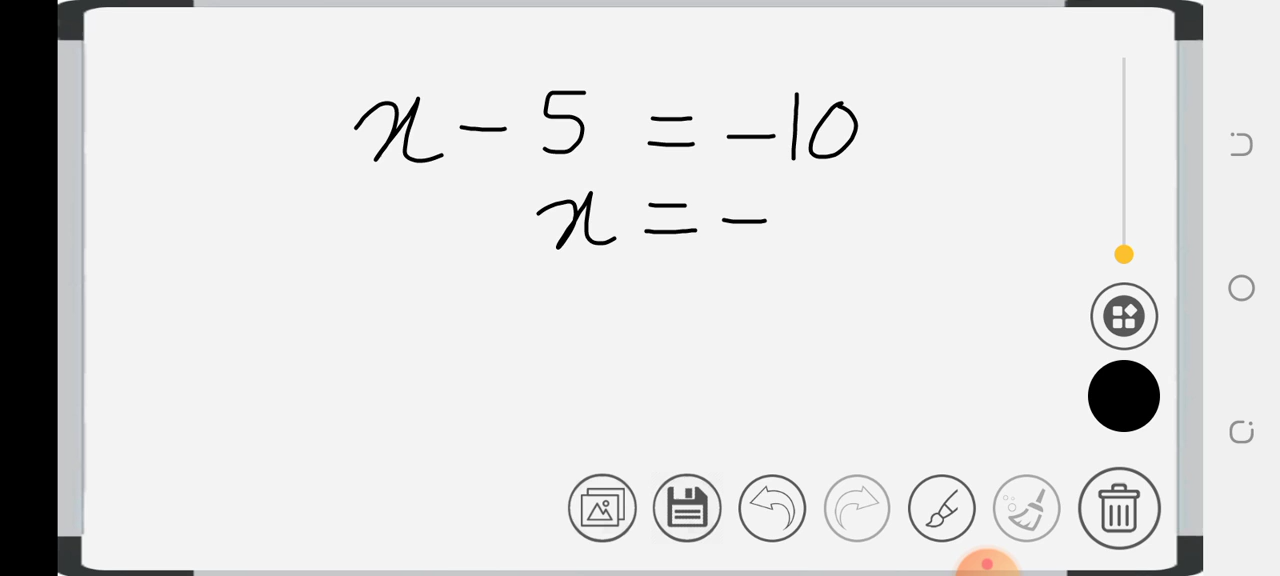 x - 5 = -10
x = -